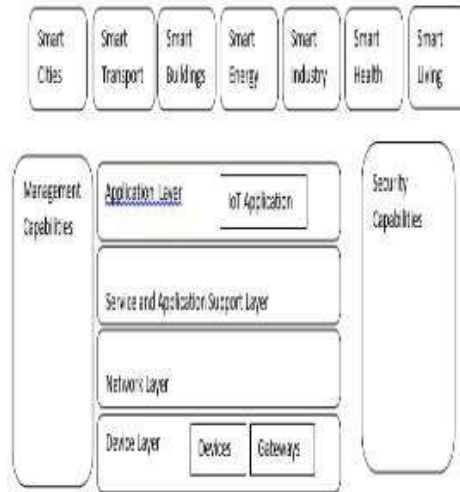 Smart
Cities
Smart
Transport
Smart
Buildings
Smart
Energy
Smart
Industry
Smart
Health
Smart
Living
Management
Capabilities
Application Layer
IoT Application
Service and Application Support Layer
Network Layer
Device Layer
Devices
Gateways
Security
Capabilities